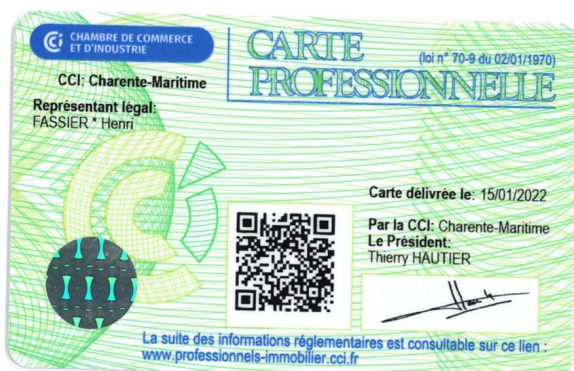 CHAMBRE DE COMMERCE
ET D'INDUSTRIE
CARTE
(loi n° 70-9 du 02/01/1970)
PROFESSIONNELLE
CCI: Charente-Maritime
Représentant légal:
FASSIER * Henri
Carte délivrée le: 15/01/2022
Par la CCI: Charente-Maritime
Le Président:
Thierry HAUTIER
La suite des informations réglementaires est consultable sur ce lien :
www.professionnels-immobilier.cci.fr